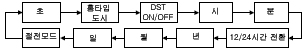 초
홈타임
도시
DST
ON/OFF
시
분
절전모드
일
월
년
12/24시간 전환